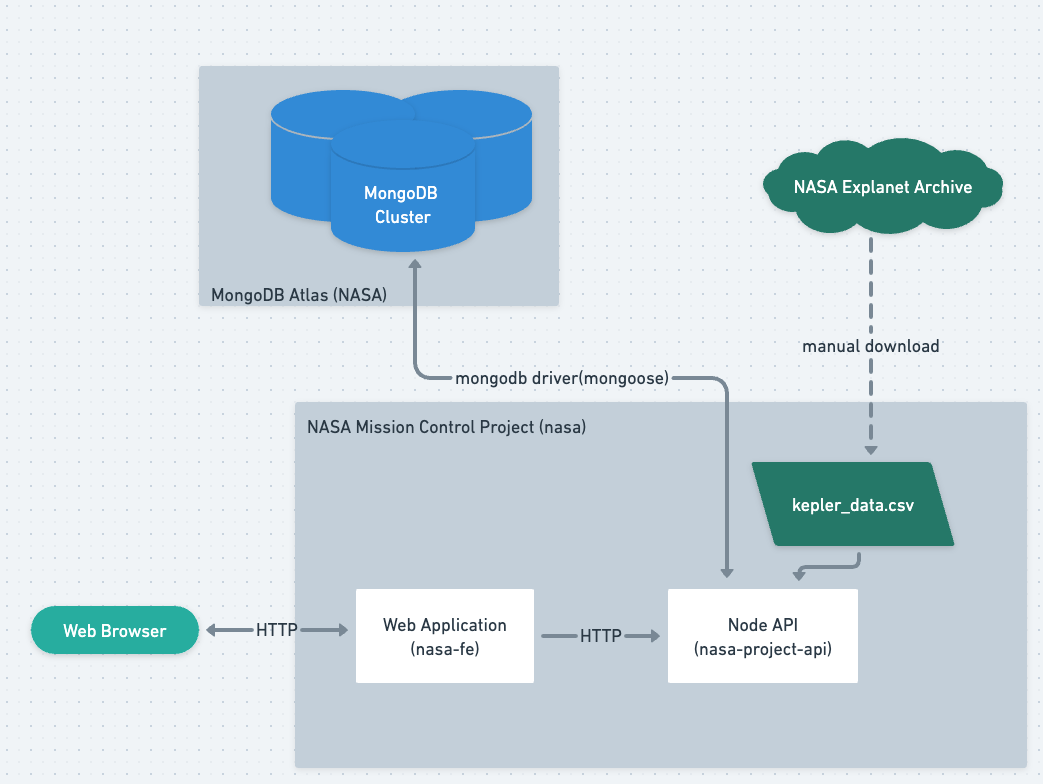 MongoDB
Cluster
MongoDB Atlas (NASA)
NASA Explanet Archive
manual download
mongodb driver(mongoose)
NASA Mission Control Project (nasa)
kepler_data.csv
Web Browser
HTTP
Web Application
(nasa-fe)
HTTP
Node API
(nasa-project-api)